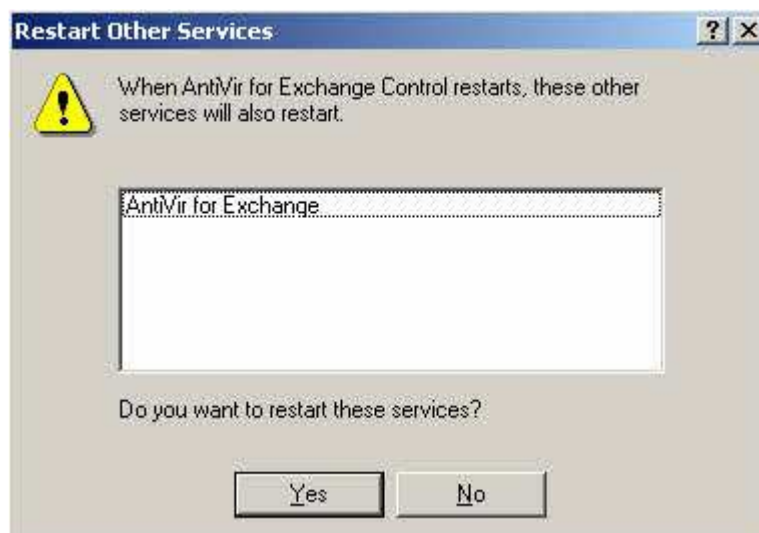 Restart Other Services
When AntiVir for Exchange Control restarts, these other
services will also restart.
AntiVir for Exchange
Do you want to restart these services?
Yes
No